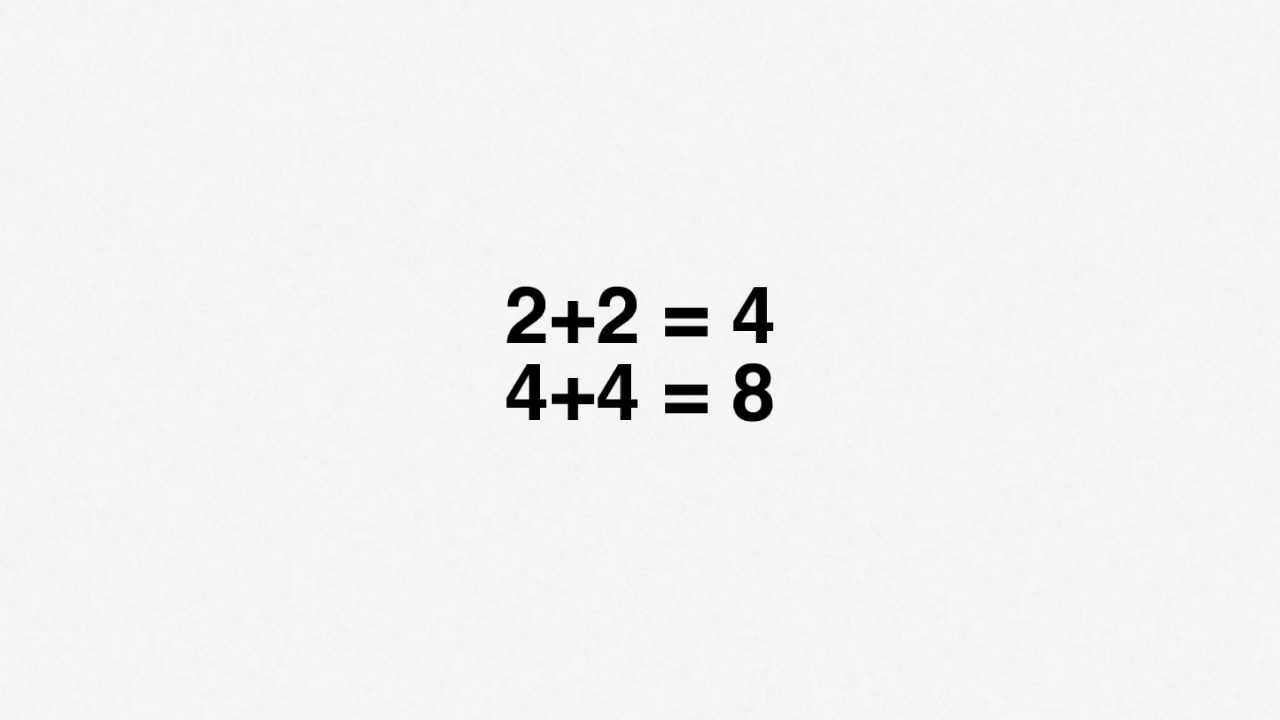 2+2 = 4
4+4 = 8